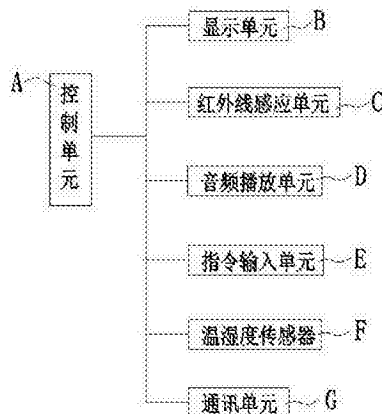 A 控制单元
显示单元 B
红外线感应单元 C
音频播放单元 D
指令输入单元 E
温湿度传感器 F
通讯单元 G